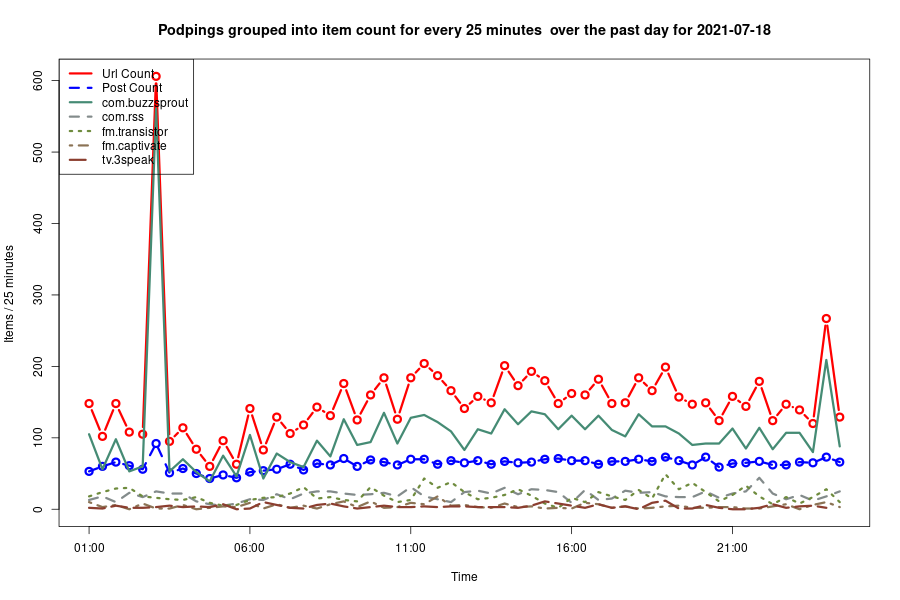 Podpings grouped into item count for every 25 minutes  over the past day for 2021-07-18
Url Count
Post Count
com.buzzsprout
com.rss
fm.transistor
fm.captivate
tv.3speak
Items / 25 minutes
600
500
400
300
200
100
0
01:00 06:00 11:00 16:00 21:00
Time